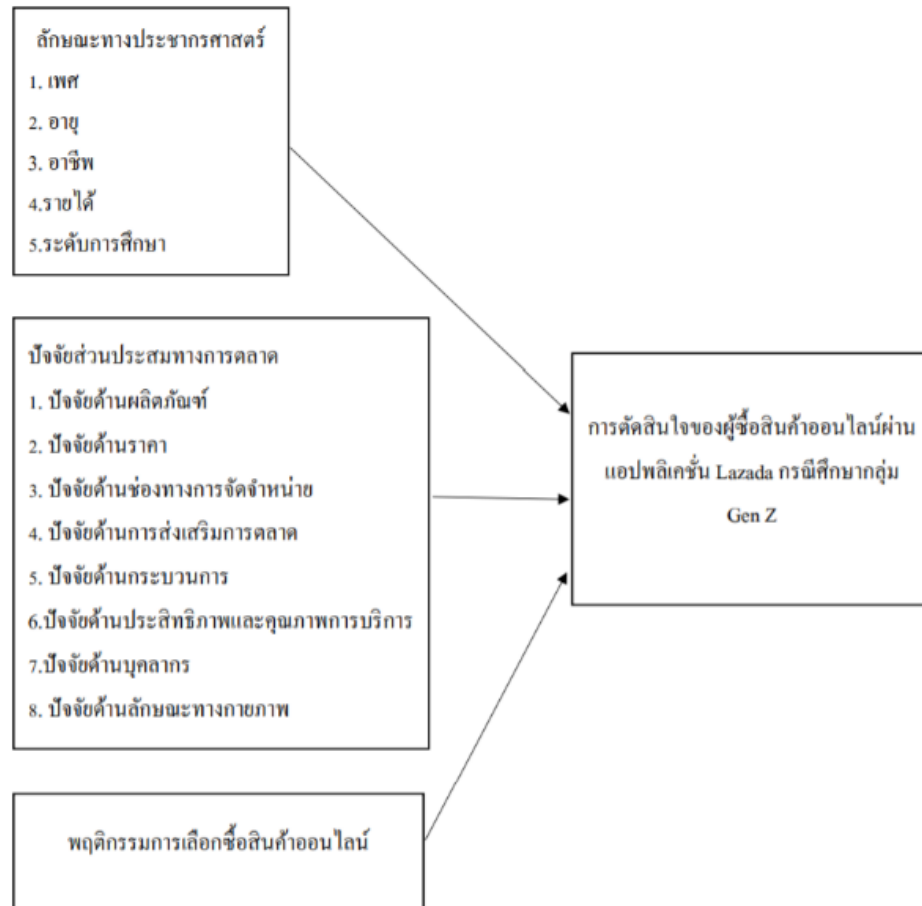 ลักษณะทางประชากรศาสตร์
1. เพศ
2. อายุ
3. อาชีพ
4.รายได้
5.ระดับการศึกษา
ปัจจัยส่วนประสมทางการตลาด
1. ปัจจัยด้านผลิตภัณฑ์
2. ปัจจัยด้านราคา
3. ปัจจัยด้านช่องทางการจัดจำหน่าย
4. ปัจจัยด้านการส่งเสริมการตลาด
5. ปัจจัยด้านกระบวนการ
6.ปัจจัยด้านประสิทธิภาพและคุณภาพการบริการ
7.ปัจจัยด้านบุคลากร
8. ปัจจัยด้านลักษณะทางกายภาพ
พฤติกรรมการเลือกซื้อสินค้าออนไลน์
การตัดสินใจของผู้ซื้อสินค้าออนไลน์ผ่าน
แอปพลิเคชั่น Lazada กรณีศึกษากลุ่ม
Gen Z